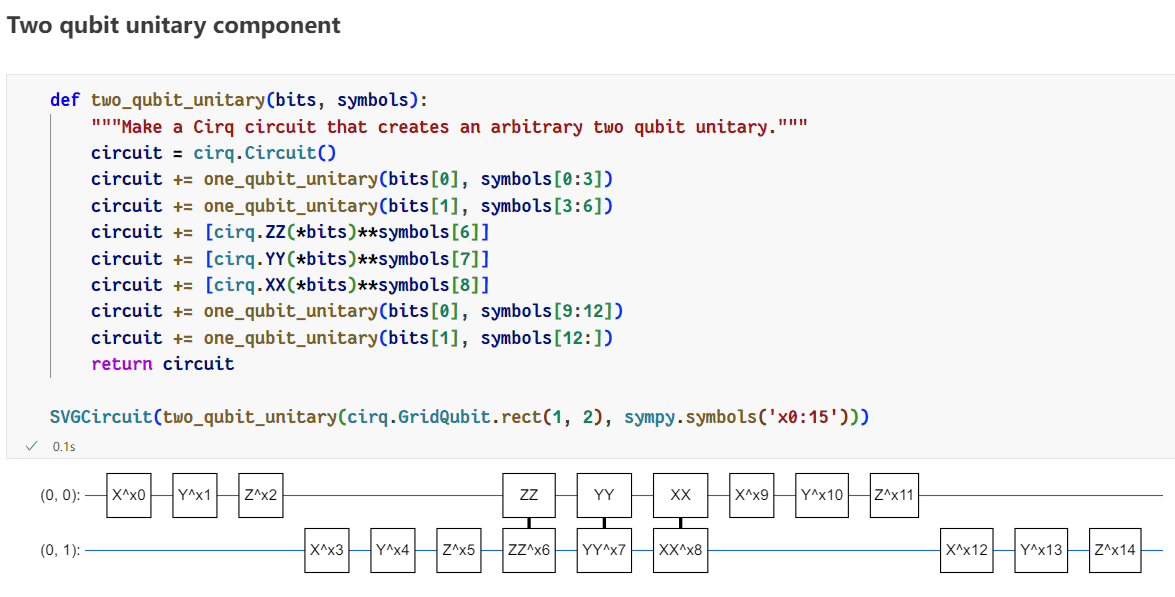 Two qubit unitary component
def two_qubit_unitary(bits, symbols):
"""Make a Cirq circuit that creates an arbitrary two qubit unitary."""
circuit = cirq.Circuit()
circuit += one_qubit_unitary(bits[0], symbols[0:3])
circuit += one_qubit_unitary(bits[1], symbols[3:6])
circuit += [cirq.ZZ(*bits)**symbols[6]]
circuit += [cirq.YY(*bits)**symbols[7]]
circuit += [cirq.XX(*bits)**symbols[8]]
circuit += one_qubit_unitary(bits[0], symbols[9:12])
circuit += one_qubit_unitary(bits[1], symbols[12:])
return circuit
SVGCircuit(two_qubit_unitary(cirq.GridQubit.rect(1, 2), sympy.symbols('x0:15')))
✓ 0.1s
(0, 0): X^x0 Y^x1 Z^x2 ZZ YY XX X^x9 Y^x10 Z^x11
(0, 1): X^x3 Y^x4 Z^x5 ZZ^x6 YY^x7 XX^x8 X^x12 Y^x13 Z^x14